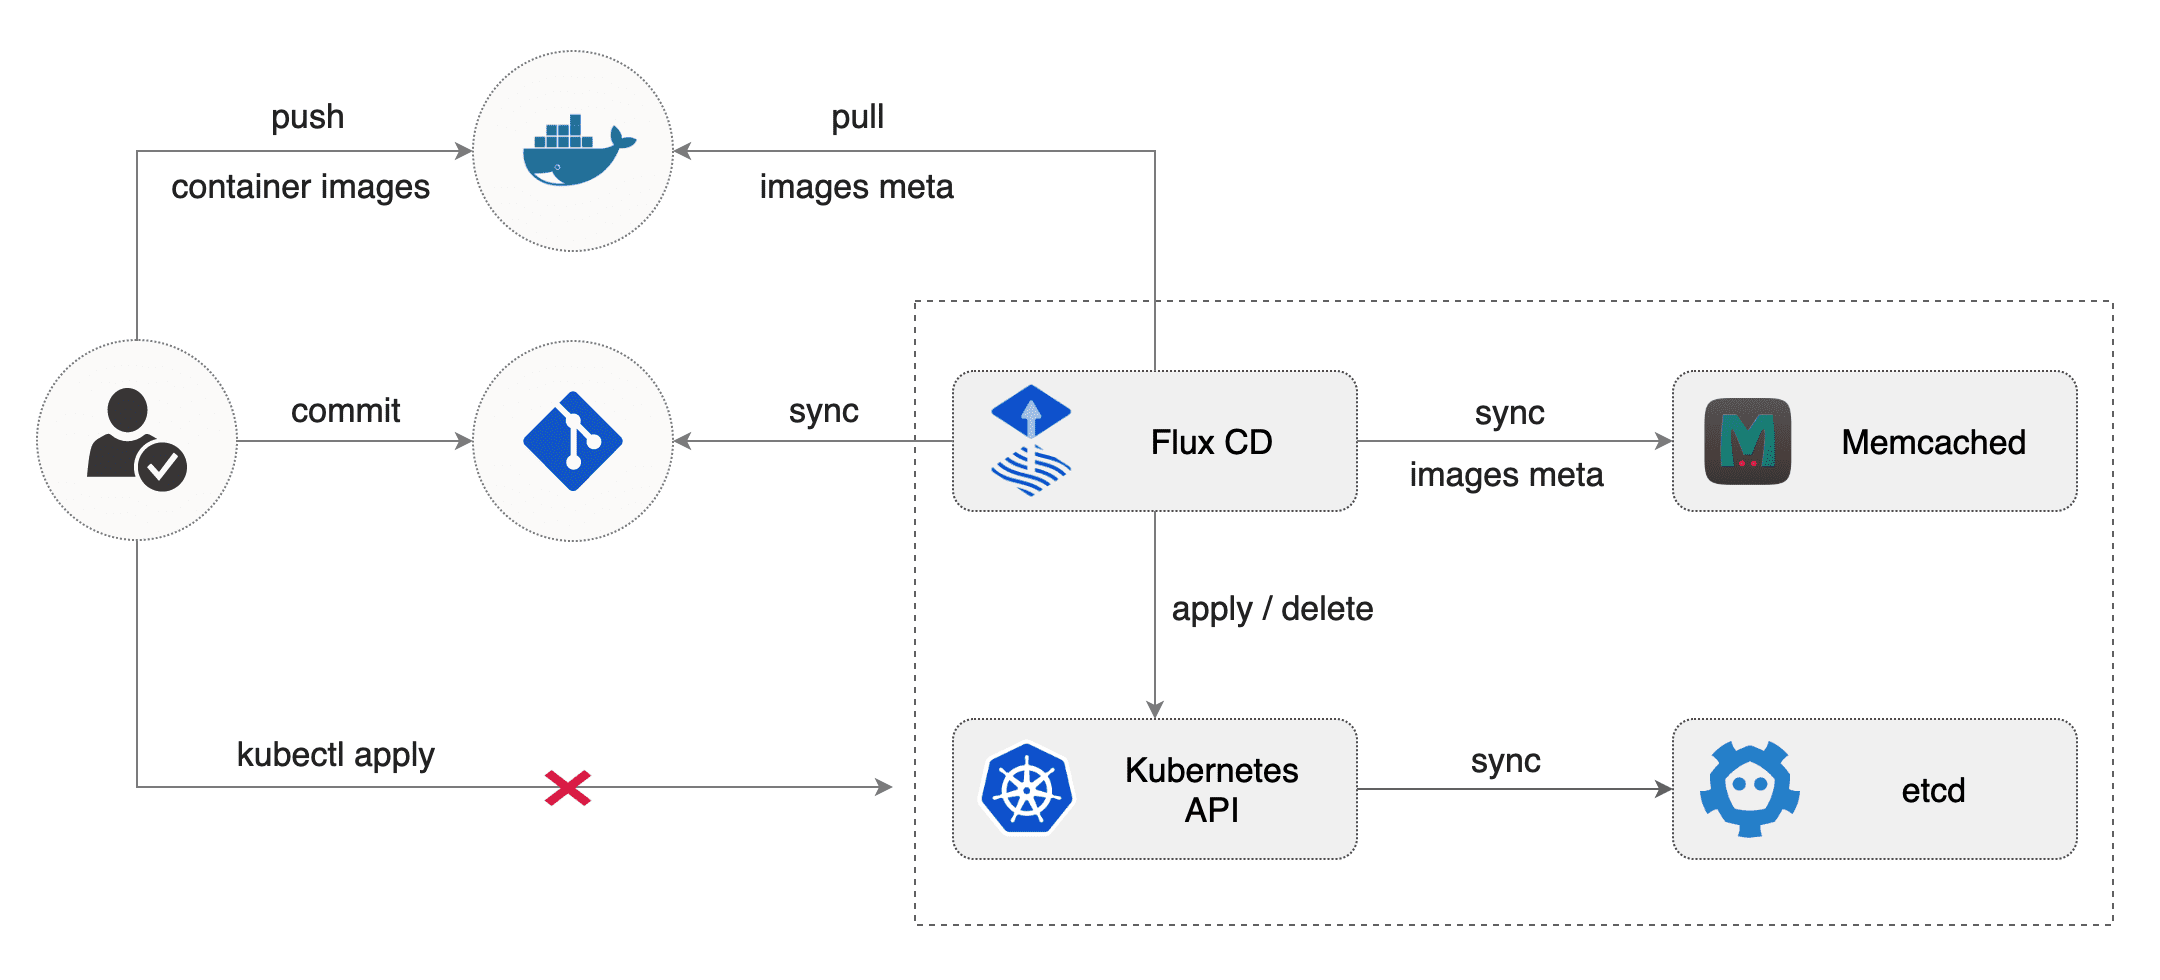 push
container images
pull
images meta
commit
sync
Flux CD
sync
images meta
Memcached
apply / delete
kubectl apply
Kubernetes
API
sync
etcd